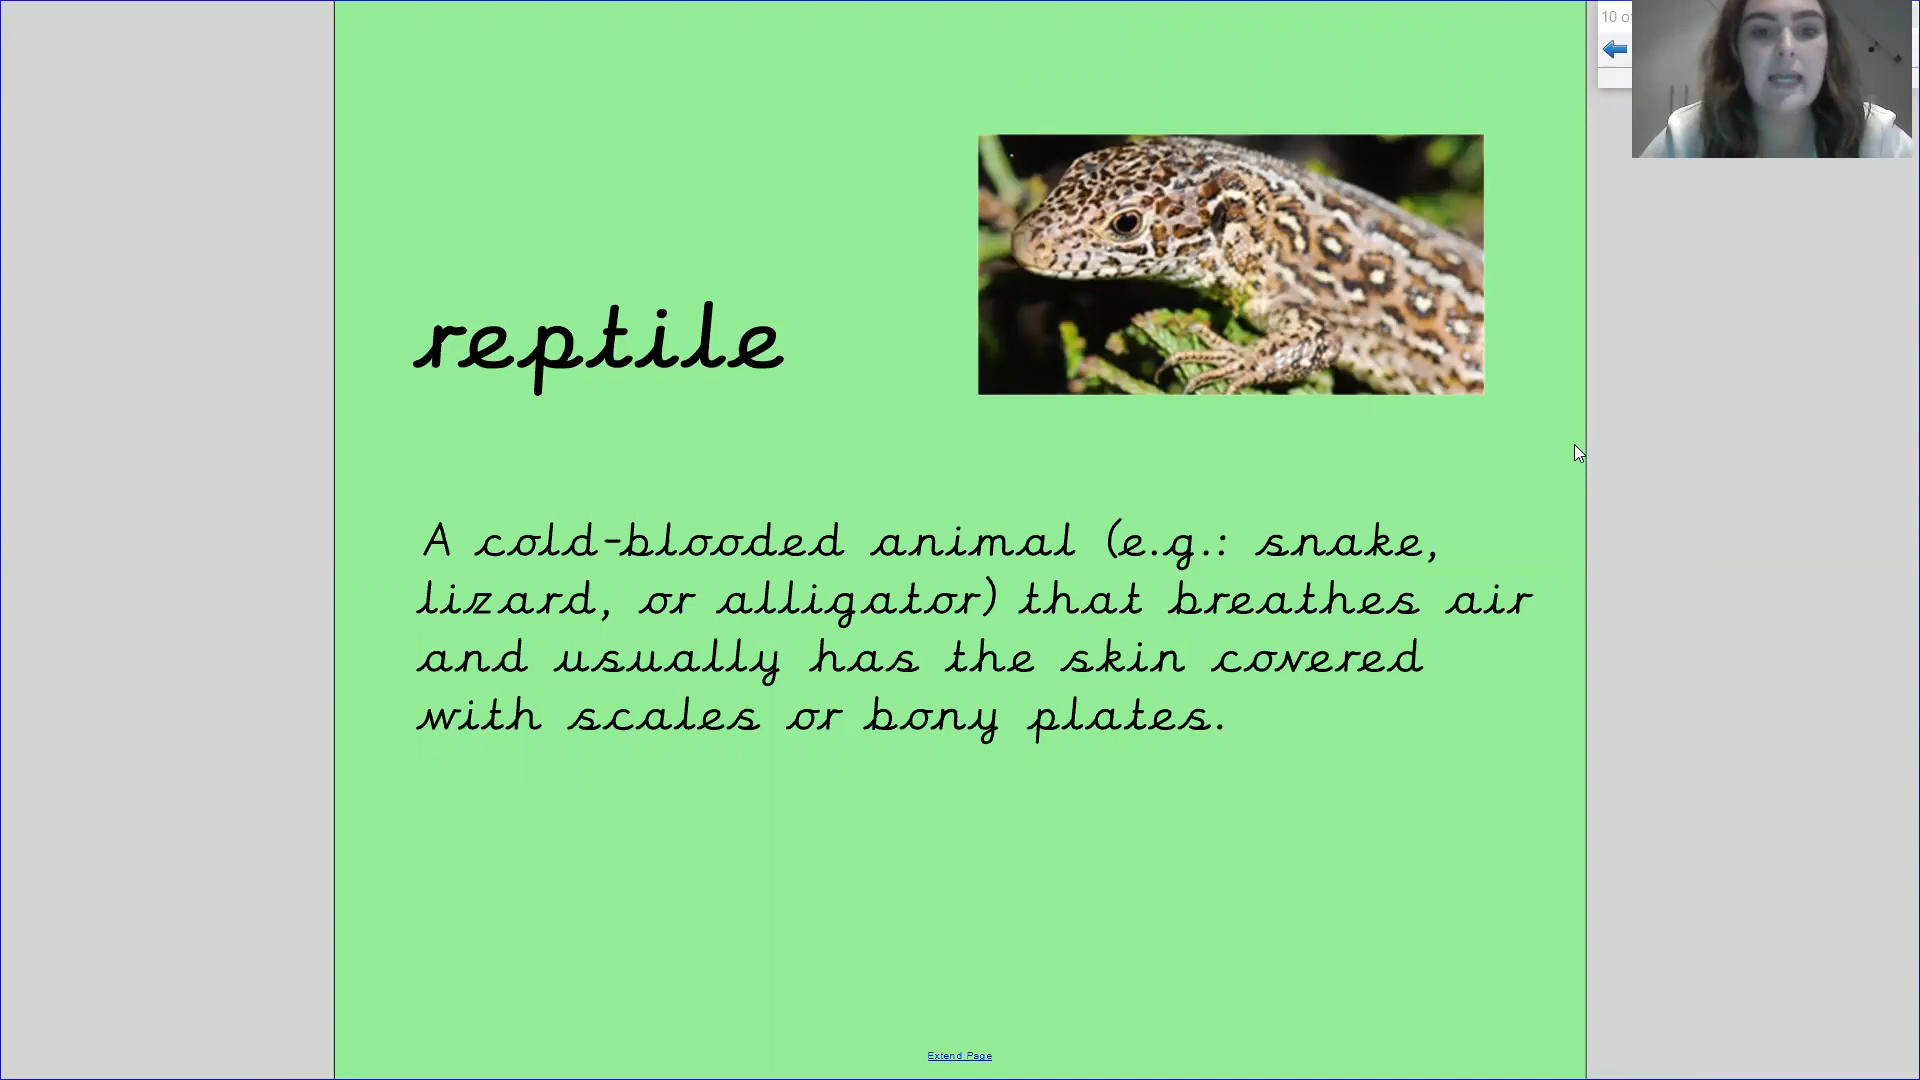 10 o
reptile
A cold-blooded animal (e.g.: snake,
lizard, or alligator) that breathes air
and usually has the skin covered
with scales or bony plates.
Extend Page